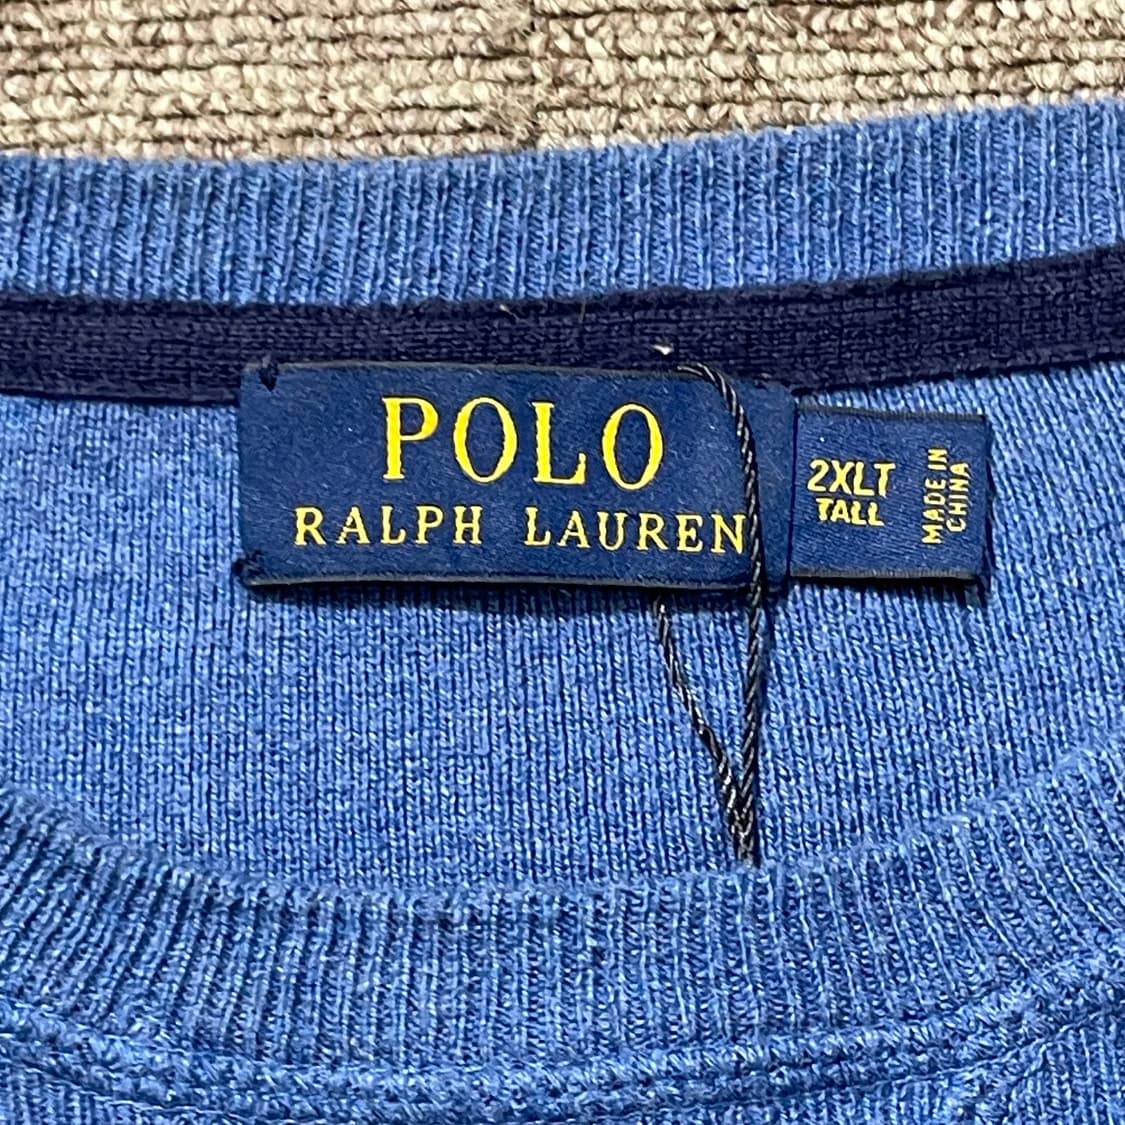 POLO
RALPH LAUREN
2XLT
TALL
MADE IN
CHINA